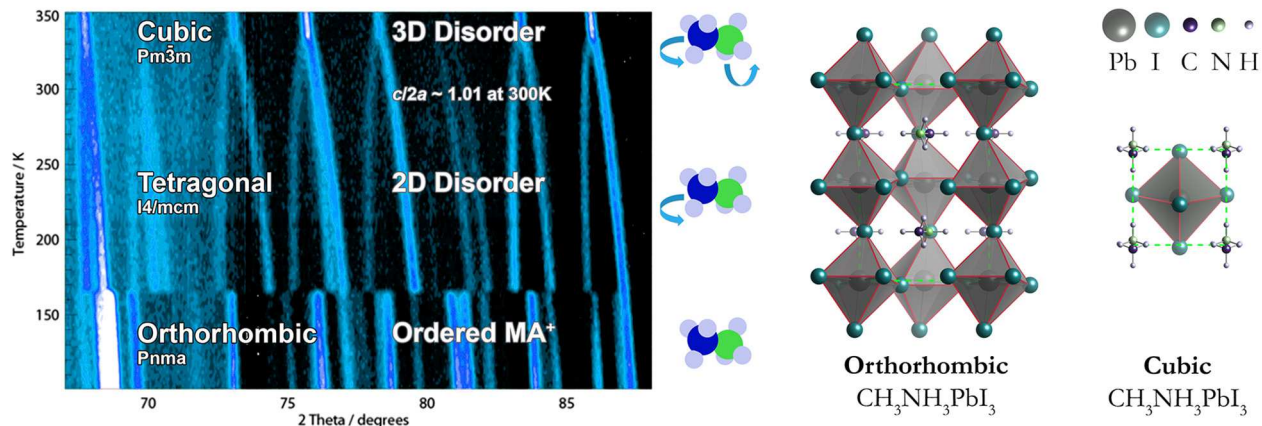 Cubic
Pm3̄m
3D Disorder
c/2a ~ 1.01 at 300K
Tetragonal
I4/mcm
2D Disorder
Orthorhombic
Pnma
Ordered MA⁺
350
300
250
200
150
Temperature / K
70
75
80
85
2 Theta / degrees
Orthorhombic
CH₃NH₃PbI₃
Pb I C N H
Cubic
CH₃NH₃PbI₃